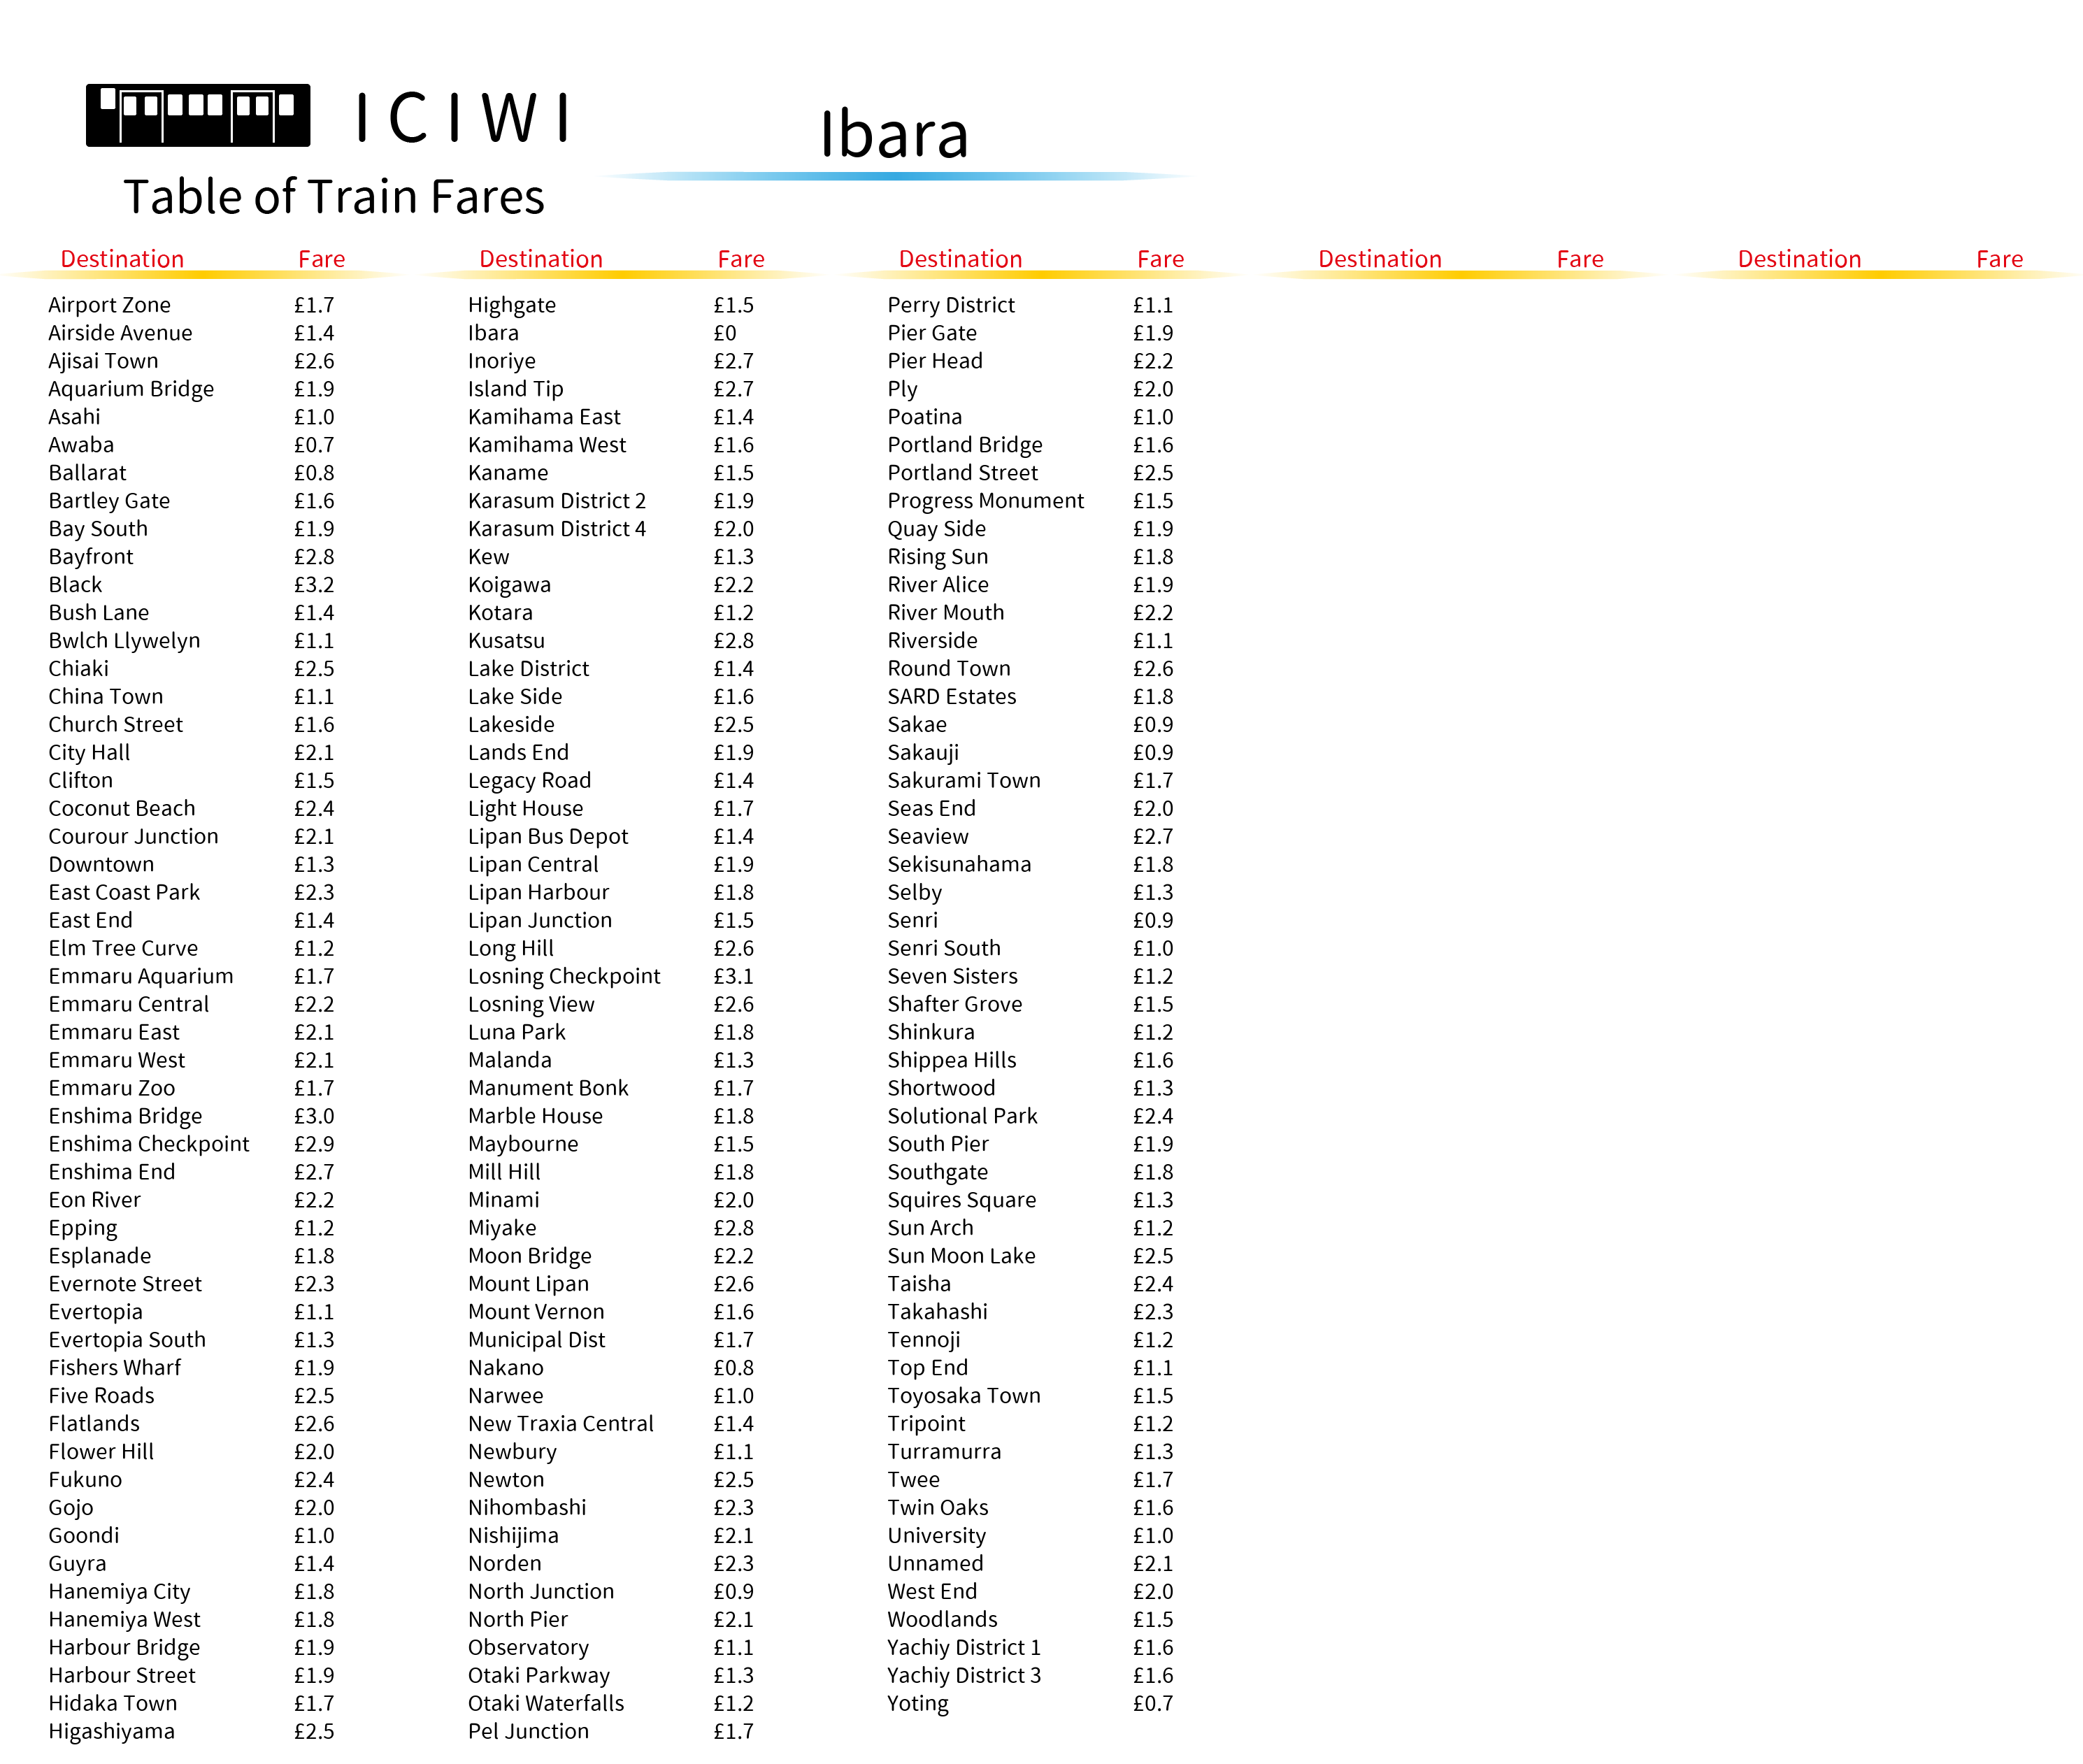 ICIWI
Ibara
Table of Train Fares
Destination Fare Destination Fare Destination Fare Destination Fare Destination Fare
Airport Zone £1.7 Highgate £1.5 Perry District £1.1
Airside Avenue £1.4 Ibara £0 Pier Gate £1.9
Ajisai Town £2.6 Inoriye £2.7 Pier Head £2.2
Aquarium Bridge £1.9 Island Tip £2.7 Ply £2.0
Asahi £1.0 Kamihama East £1.4 Poatina £1.0
Awaba £0.7 Kamihama West £1.6 Portland Bridge £1.6
Ballarat £0.8 Kaname £1.5 Portland Street £2.5
Bartley Gate £1.6 Karasum District 2 £1.9 Progress Monument £1.5
Bay South £1.9 Karasum District 4 £2.0 Quay Side £1.9
Bayfront £2.8 Kew £1.3 Rising Sun £1.8
Black £3.2 Koigawa £2.2 River Alice £1.9
Bush Lane £1.4 Kotara £1.2 River Mouth £2.2
Bwlch Llywelyn £1.1 Kusatsu £2.8 Riverside £1.1
Chiaki £2.5 Lake District £1.4 Round Town £2.6
China Town £1.1 Lake Side £1.6 SARD Estates £1.8
Church Street £1.6 Lakeside £2.5 Sakae £0.9
City Hall £2.1 Lands End £1.9 Sakauji £0.9
Clifton £1.5 Legacy Road £1.4 Sakurami Town £1.7
Coconut Beach £2.4 Light House £1.7 Seas End £2.0
Courour Junction £2.1 Lipan Bus Depot £1.4 Seaview £2.7
Downtown £1.3 Lipan Central £1.9 Sekisunahama £1.8
East Coast Park £2.3 Lipan Harbour £1.8 Selby £1.3
East End £1.4 Lipan Junction £1.5 Senri £0.9
Elm Tree Curve £1.2 Long Hill £2.6 Senri South £1.0
Emmaru Aquarium £1.7 Losning Checkpoint £3.1 Seven Sisters £1.2
Emmaru Central £2.2 Losning View £2.6 Shafter Grove £1.5
Emmaru East £2.1 Luna Park £1.8 Shinkura £1.2
Emmaru West £2.1 Malanda £1.3 Shippea Hills £1.6
Emmaru Zoo £1.7 Manument Bonk £1.7 Shortwood £1.3
Enshima Bridge £3.0 Marble House £1.8 Solutional Park £2.4
Enshima Checkpoint £2.9 Maybourne £1.5 South Pier £1.9
Enshima End £2.7 Mill Hill £1.8 Southgate £1.8
Eon River £2.2 Minami £2.0 Squires Square £1.3
Epping £1.2 Miyake £2.8 Sun Arch £1.2
Esplanade £1.8 Moon Bridge £2.2 Sun Moon Lake £2.5
Evernote Street £2.3 Mount Lipan £2.6 Taisha £2.4
Evertopia £1.1 Mount Vernon £1.6 Takahashi £2.3
Evertopia South £1.3 Municipal Dist £1.7 Tennoji £1.2
Fishers Wharf £1.9 Nakano £0.8 Top End £1.1
Five Roads £2.5 Narwee £1.0 Toyosaka Town £1.5
Flatlands £2.6 New Traxia Central £1.4 Tripoint £1.2
Flower Hill £2.0 Newbury £1.1 Turramurra £1.3
Fukuno £2.4 Newton £2.5 Twee £1.7
Gojo £2.0 Nihombashi £2.3 Twin Oaks £1.6
Goondi £1.0 Nishijima £2.1 University £1.0
Guyra £1.4 Norden £2.3 Unnamed £2.1
Hanemiya City £1.8 North Junction £0.9 West End £2.0
Hanemiya West £1.8 North Pier £2.1 Woodlands £1.5
Harbour Bridge £1.9 Observatory £1.1 Yachiy District 1 £1.6
Harbour Street £1.9 Otaki Parkway £1.3 Yachiy District 3 £1.6
Hidaka Town £1.7 Otaki Waterfalls £1.2 Yoting £0.7
Higashiyama £2.5 Pel Junction £1.7